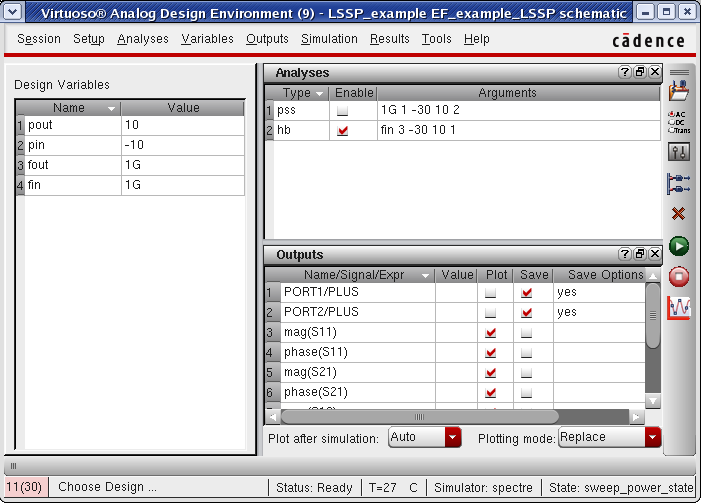 Virtuoso® Analog Design Environment (9) - LSSP_example EF_example_LSSP schematic
Session Setup Analyses Variables Outputs Simulation Results Tools Help
cādence
Design Variables
Name Value
1 pout 10
2 pin -10
3 fout 1G
4 fin 1G
Analyses
Type Enable Arguments
1 pss 1G 1 -30 10 2
2 hb fin 3 -30 10 1
Outputs
Name/Signal/Expr Value Plot Save Save Options
1 PORT1/PLUS yes
2 PORT2/PLUS yes
3 mag(S11)
4 phase(S11)
5 mag(S21)
6 phase(S21)
Plot after simulation: Auto Plotting mode: Replace
AC
DC
Trans
11(30) Choose Design ... Status: Ready T=27 C Simulator: spectre State: sweep_power_state